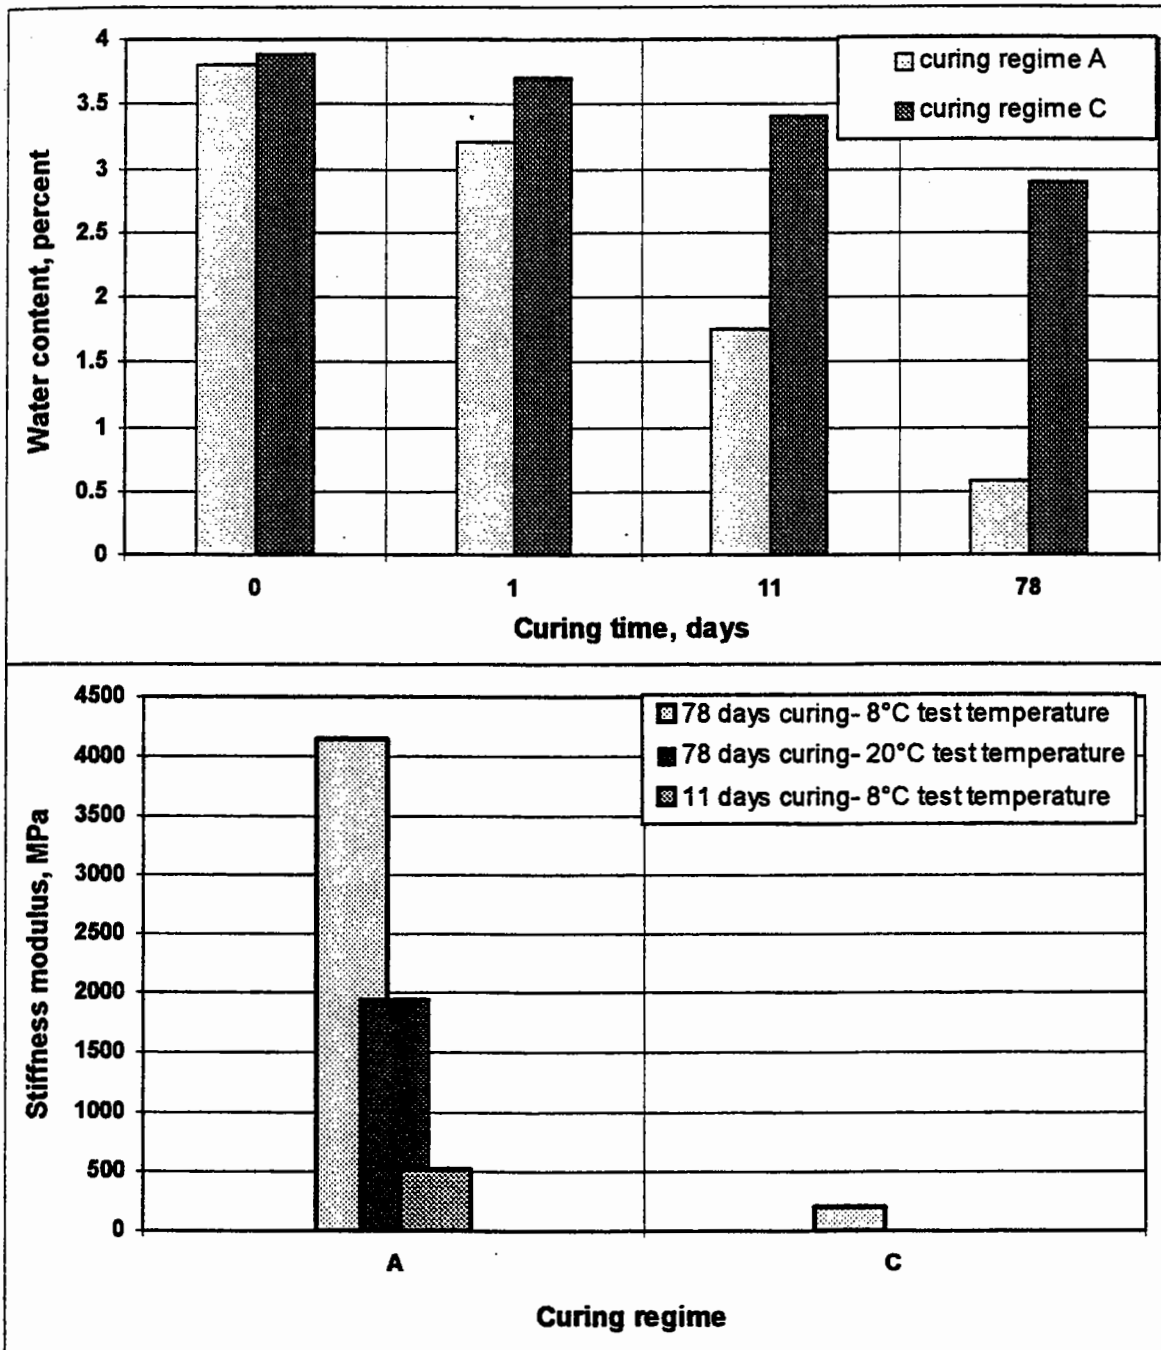 4
3.5
3
2.5
2
1.5
1
0.5
0
Water content, percent
curing regime A
curing regime C
0 1 11 78
Curing time, days
4500
4000
3500
3000
2500
2000
1500
1000
500
0
Stiffness modulus, MPa
78 days curing- 8°C test temperature
78 days curing- 20°C test temperature
11 days curing- 8°C test temperature
A C
Curing regime